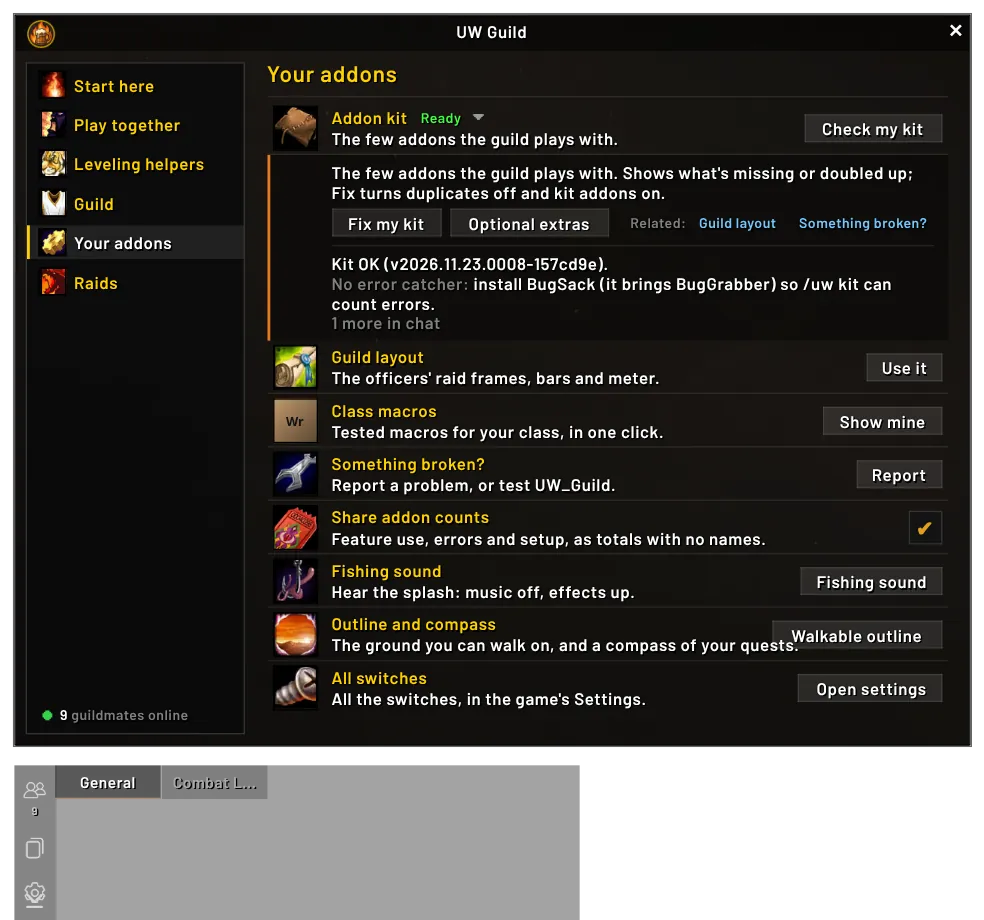 UW Guild
Start here
Play together
Leveling helpers
Guild
Your addons
Raids
9 guildmates online
Your addons
Addon kit Ready
The few addons the guild plays with.
Check my kit
The few addons the guild plays with. Shows what's missing or doubled up;
Fix turns duplicates off and kit addons on.
Fix my kit Optional extras Related: Guild layout Something broken?
Kit OK (v2026.11.23.0008-157cd9e).
No error catcher: install BugSack (it brings BugGrabber) so /uw kit can
count errors.
1 more in chat
Guild layout
The officers' raid frames, bars and meter.
Use it
Wr
Class macros
Tested macros for your class, in one click.
Show mine
Something broken?
Report a problem, or test UW_Guild.
Report
Share addon counts
Feature use, errors and setup, as totals with no names.
Fishing sound
Hear the splash: music off, effects up.
Fishing sound
Outline and compass
The ground you can walk on, and a compass of your quests.
Walkable outline
All switches
All the switches, in the game's Settings.
Open settings
General Combat L...
9